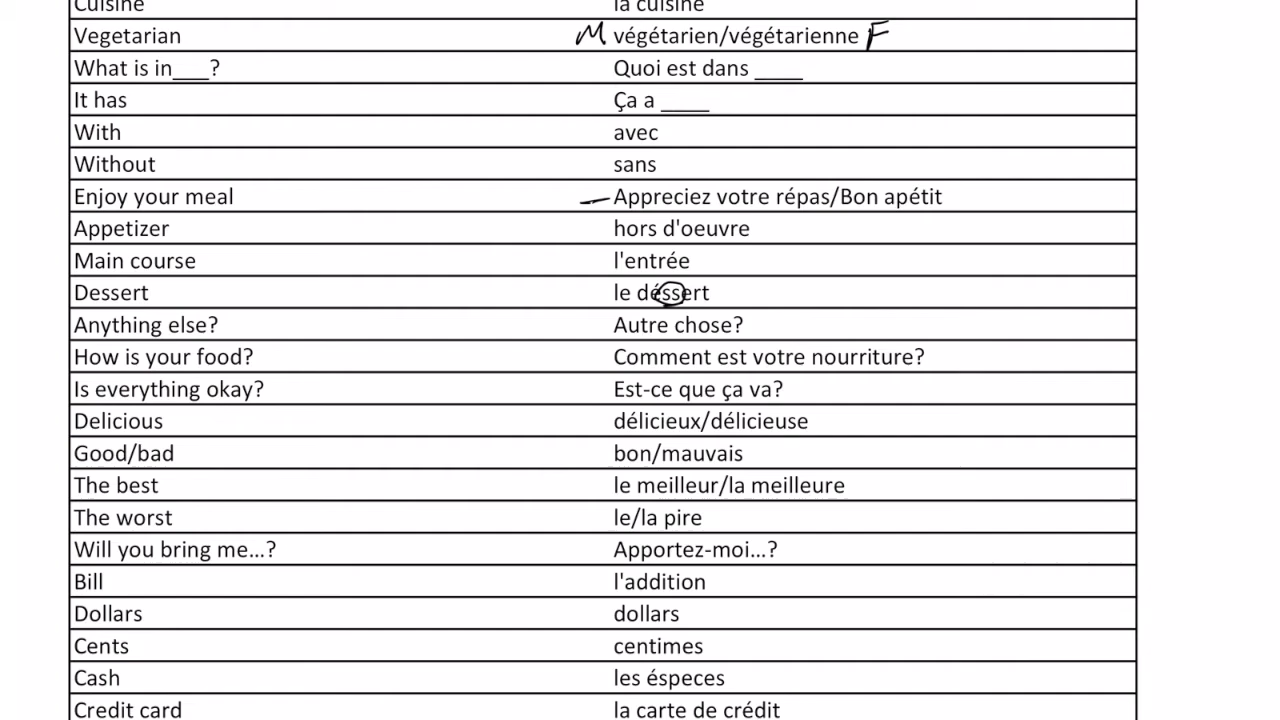 Cuisine la cuisine
Vegetarian M végétarien/végétarienne F
What is in___? Quoi est dans ____
It has Ça a ____
With avec
Without sans
Enjoy your meal Appreciez votre répas/Bon apétit
Appetizer hors d'oeuvre
Main course l'entrée
Dessert le déssert
Anything else? Autre chose?
How is your food? Comment est votre nourriture?
Is everything okay? Est-ce que ça va?
Delicious délicieux/délicieuse
Good/bad bon/mauvais
The best le meilleur/la meilleure
The worst le/la pire
Will you bring me...? Apportez-moi...?
Bill l'addition
Dollars dollars
Cents centimes
Cash les éspeces
Credit card la carte de crédit